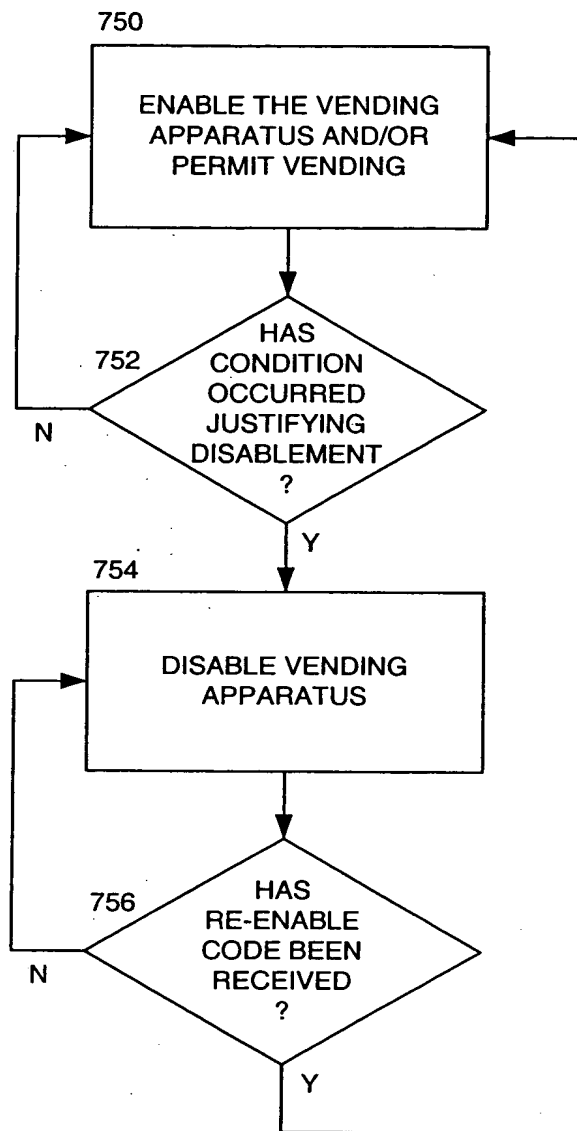 750
ENABLE THE VENDING
APPARATUS AND/OR
PERMIT VENDING
752
HAS
CONDITION
OCCURRED
JUSTIFYING
DISABLEMENT
?
N
Y
754
DISABLE VENDING
APPARATUS
756
HAS
RE-ENABLE
CODE BEEN
RECEIVED
?
N
Y